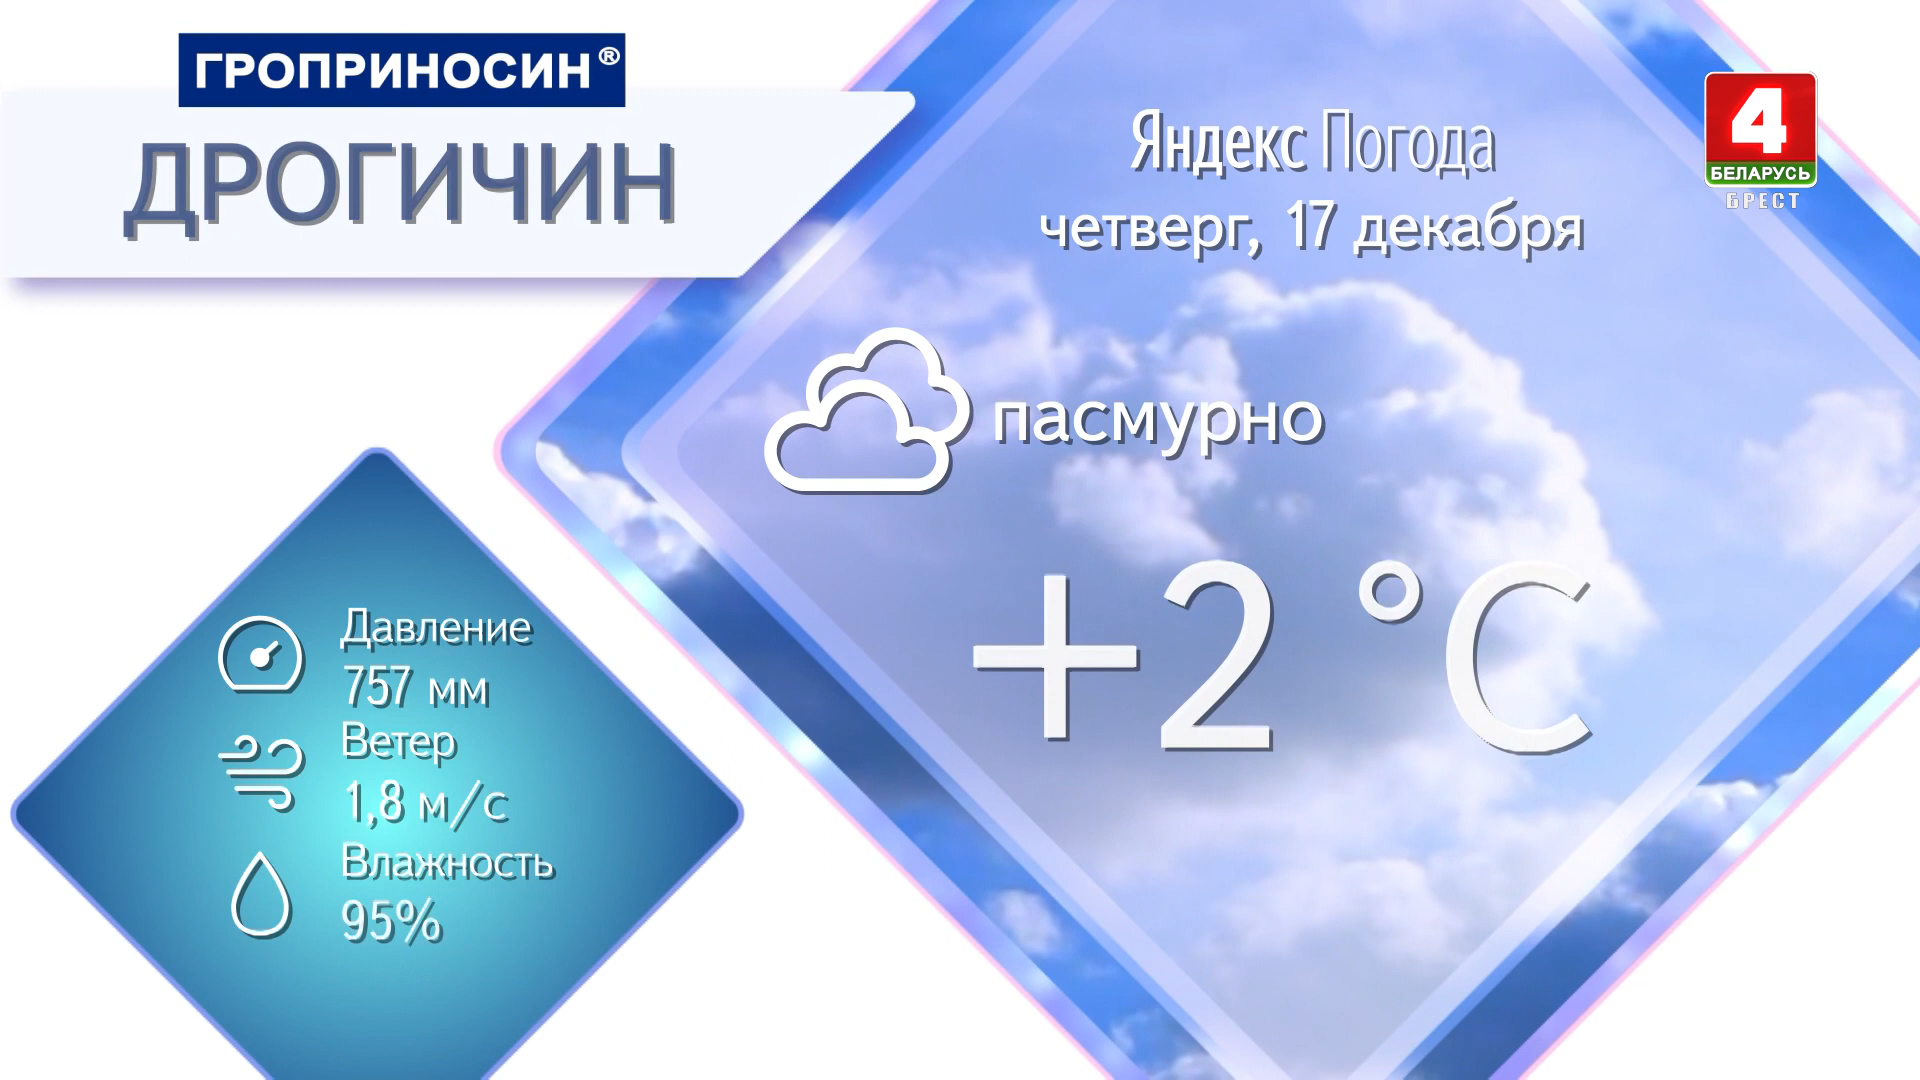 ГРОПРИНОСИН®
ДРОГИЧИН
Яндекс Погода
четверг, 17 декабря
4
БЕЛАРУСЬ
БРЕСТ
пасмурно
+2 °C
Давление
757 мм
Ветер
1,8 м/с
Влажность
95%